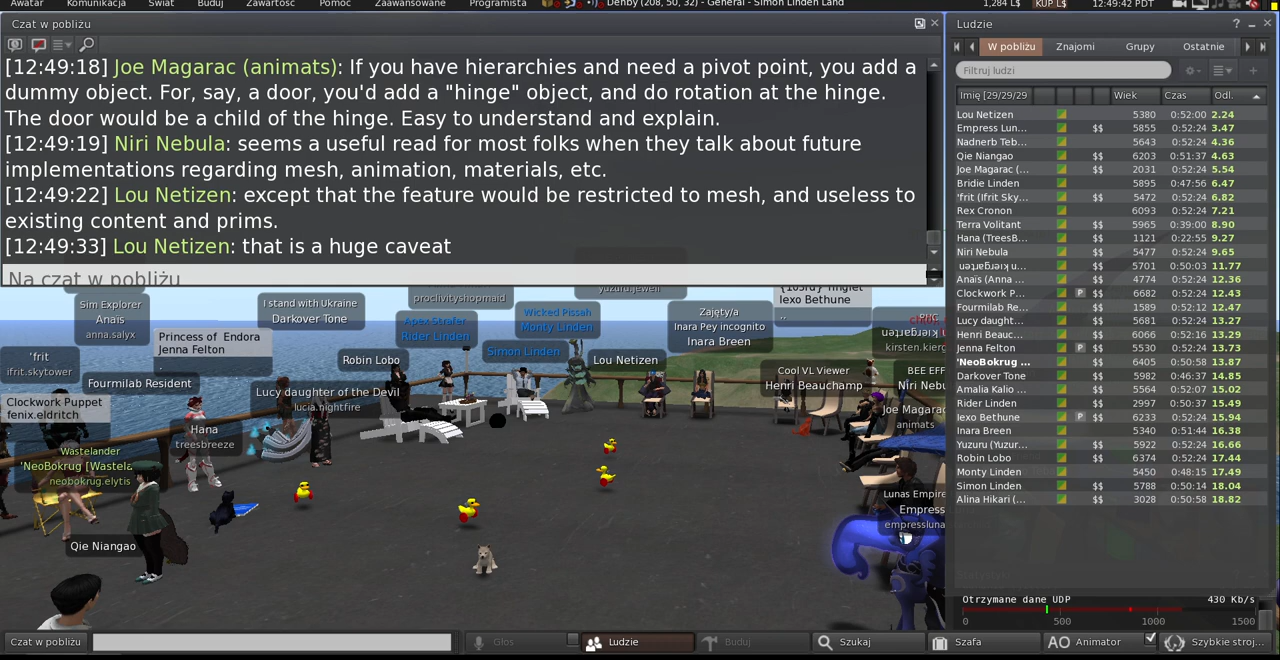 Awatar Komunikacja Świat Buduj Zawartość Pomoc Zaawansowane Programista Denby (208, 50, 32) - General - Simon Linden Land 1,284 L$ KUP L$ 12:49:42 PDT
Czat w pobliżu
[12:49:18] Joe Magarac (animats): If you have hierarchies and need a pivot point, you add a
dummy object. For, say, a door, you'd add a "hinge" object, and do rotation at the hinge.
The door would be a child of the hinge. Easy to understand and explain.
[12:49:19] Niri Nebula: seems a useful read for most folks when they talk about future
implementations regarding mesh, animation, materials, etc.
[12:49:22] Lou Netizen: except that the feature would be restricted to mesh, and useless to
existing content and prims.
[12:49:33] Lou Netizen: that is a huge caveat
Na czat w pobliżu
Sim Explorer
Anaïs
anna.salyx
I stand with Ukraine
Darkover Tone
proclivityshopmaid
Apex Strafer
Rider Linden
Wicked Pissah
Monty Linden
yuzuru.jewell
Zajęty/a
Inara Pey incognito
Inara Breen
Iexo Bethune
..
kirsten.kierg
'frit
ifrit.skytower
Princess of Endora
Jenna Felton
.
Robin Lobo
Simon Linden
Lou Netizen
Cool VL Viewer
Henri Beauchamp
BEE EFF
Niri Nebu
Fourmilab Resident
Clockwork Puppet
fenix.eldritch
Lucy daughter of the Devil
lucia.nightfire
Joe Magarac
animats
Hana
treesbreeze
Wastelander
'NeoBokrug [Wastela.
neobokrug.elytis
Lunas Empire
Empress
empressluna
Qie Niangao
Ludzie
? _ ×
W pobliżu Znajomi Grupy Ostatnie
Filtruj ludzi
Imię [29/29/29 Wiek Czas Odl.
Lou Netizen 5380 0:52:00 2.24
Empress Lun... $$ 5855 0:52:24 3.47
Nadnerb Teb... 5643 0:52:24 4.36
Qie Niangao $$ 6203 0:51:37 4.63
Joe Magarac (... $$ 2031 0:52:24 5.54
Bridie Linden 5895 0:47:56 6.47
'frit (Ifrit Sky... $$ 5472 0:52:24 6.82
Rex Cronon 6093 0:52:24 7.21
Terra Volitant $$ 5965 0:39:00 8.90
Hana (TreesB... $$ 1121 0:22:55 9.27
Niri Nebula $$ 5477 0:52:24 9.65
$$ 5701 0:50:03 11.77
Anaïs (Anna ... $$ 4774 0:52:24 12.36
Clockwork P... P $$ 6682 0:52:24 12.43
Fourmilab Re... $$ 1589 0:52:12 12.47
Lucy daught... $$ 5681 0:52:24 13.27
Henri Beauc... $$ 6066 0:52:16 13.29
Jenna Felton P $$ 5530 0:52:24 13.73
'NeoBokrug ... $$ 6405 0:50:58 13.87
Darkover Tone $$ 5982 0:46:37 14.85
Amalia Kalio ... $$ 5564 0:52:07 15.02
Rider Linden $$ 2997 0:50:37 15.49
Iexo Bethune P $$ 6233 0:52:24 15.94
Inara Breen 5340 0:51:44 16.38
Yuzuru (Yuzur... $$ 5922 0:52:24 16.66
Robin Lobo $$ 6374 0:52:24 17.44
Monty Linden 5450 0:48:15 17.49
Simon Linden $$ 5788 0:50:14 18.04
Alina Hikari (... $$ 3028 0:50:58 18.82
Otrzymane dane UDP 430 Kb/s
0 500 1000 1500
Czat w pobliżu Głos Ludzie Buduj Szukaj Szafa AO Animator Szybkie stroj...